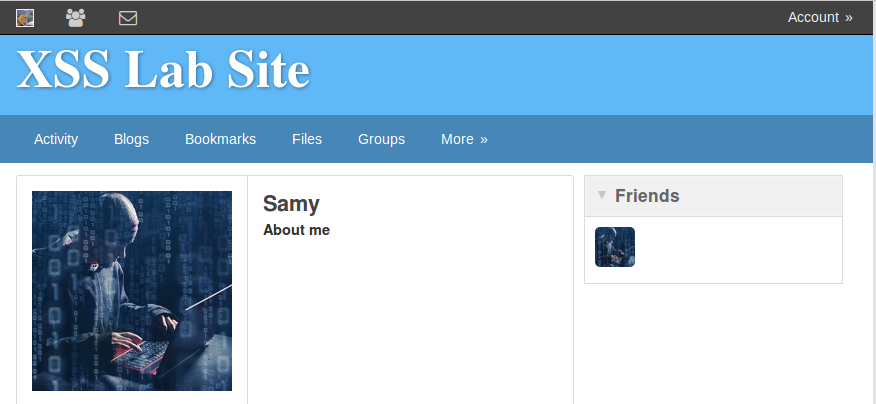 Account »
XSS Lab Site
Activity Blogs Bookmarks Files Groups More »
Samy
About me
Friends